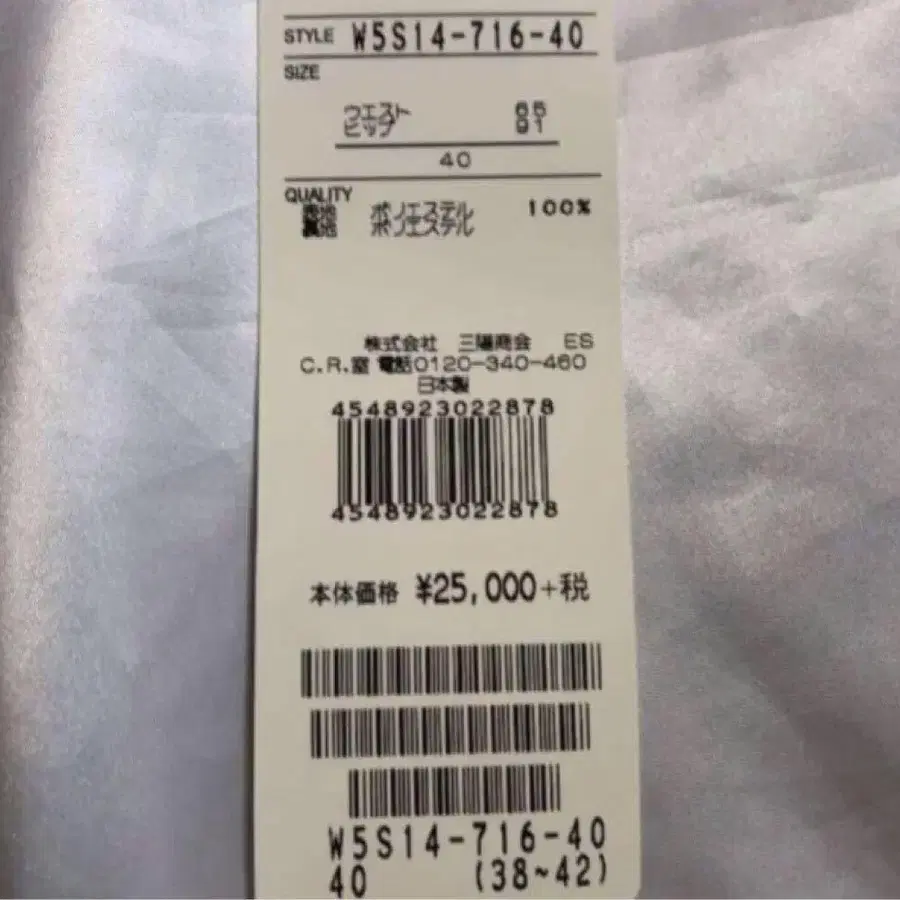 STYLE W5S14-716-40
SIZE
ウエスト 65
ヒップ 91
40
QUALITY
表地 ポリエステル 100%
裏地 ポリエステル
株式会社 三陽商会 ES
C.R.室 電話0120-340-460
日本製
4548923022878
4548923022878
本体価格 ¥25,000+税
W5S14-716-40
40 (38~42)